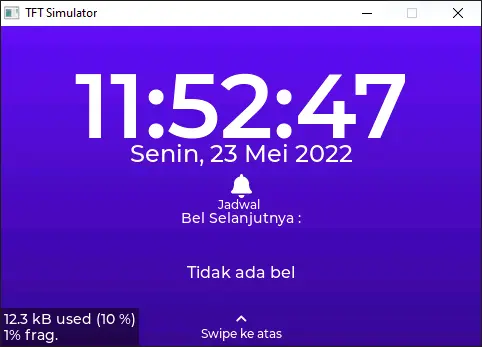 TFT Simulator
11:52:47
Senin, 23 Mei 2022
Jadwal
Bel Selanjutnya :
Tidak ada bel
12.3 kB used (10 %)
1% frag.
Swipe ke atas